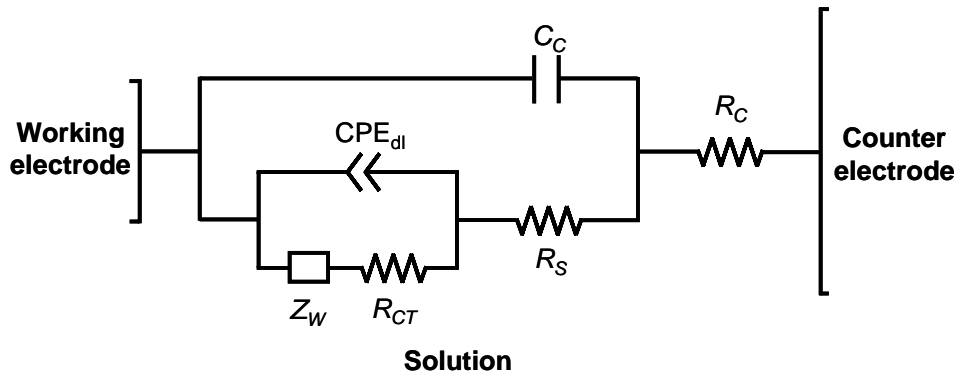 C_C
Working
electrode
CPE_dl
R_C
Counter
electrode
R_S
Z_W
R_CT
Solution